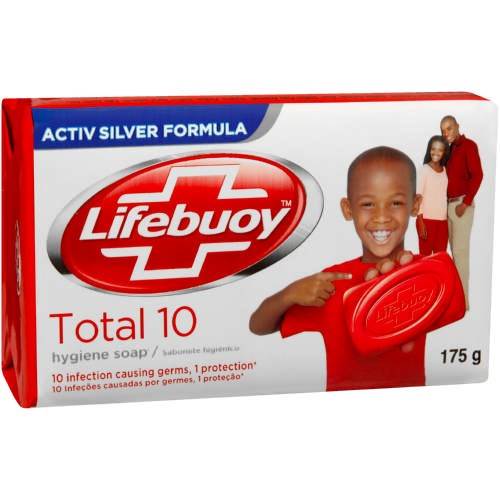 ACTIV SILVER FORMULA
Lifebuoy™
Total 10
hygiene soap / Sabonete higiénico
10 infection causing germs, 1 protection*
10 infeções causadas por germes, 1 proteção*
175 g
Lifebuoy